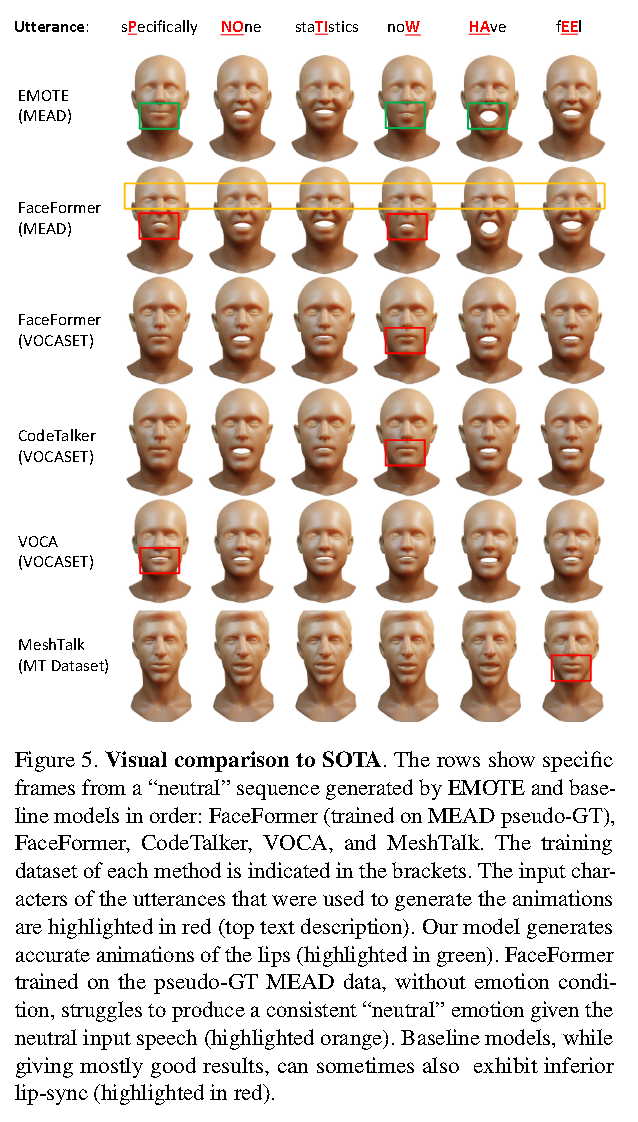 Utterance: sPecifically NOne staTIstics noW HAve fEEl
EMOTE
(MEAD)
FaceFormer
(MEAD)
FaceFormer
(VOCASET)
CodeTalker
(VOCASET)
VOCA
(VOCASET)
MeshTalk
(MT Dataset)
Figure 5. Visual comparison to SOTA. The rows show specific
frames from a “neutral” sequence generated by EMOTE and base-
line models in order: FaceFormer (trained on MEAD pseudo-GT),
FaceFormer, CodeTalker, VOCA, and MeshTalk. The training
dataset of each method is indicated in the brackets. The input char-
acters of the utterances that were used to generate the animations
are highlighted in red (top text description). Our model generates
accurate animations of the lips (highlighted in green). FaceFormer
trained on the pseudo-GT MEAD data, without emotion condi-
tion, struggles to produce a consistent “neutral” emotion given the
neutral input speech (highlighted orange). Baseline models, while
giving mostly good results, can sometimes also exhibit inferior
lip-sync (highlighted in red).